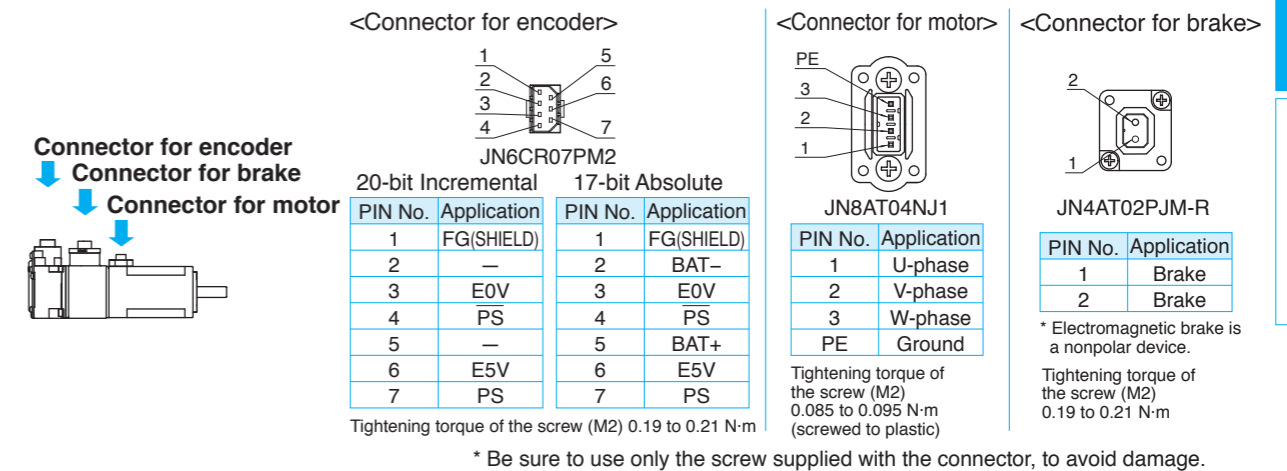 Connector for encoder
Connector for brake
Connector for motor
<Connector for encoder>
1
2
3
4
5
6
7
JN6CR07PM2
20-bit Incremental
PIN No. Application
1 FG(SHIELD)
2 —
3 E0V
4 P̅S̅
5 —
6 E5V
7 PS
17-bit Absolute
PIN No. Application
1 FG(SHIELD)
2 BAT−
3 E0V
4 P̅S̅
5 BAT+
6 E5V
7 PS
Tightening torque of the screw (M2) 0.19 to 0.21 N·m
<Connector for motor>
PE
3
2
1
JN8AT04NJ1
PIN No. Application
1 U-phase
2 V-phase
3 W-phase
PE Ground
Tightening torque of
the screw (M2)
0.085 to 0.095 N·m
(screwed to plastic)
<Connector for brake>
2
1
JN4AT02PJM-R
PIN No. Application
1 Brake
2 Brake
* Electromagnetic brake is
a nonpolar device.
Tightening torque of
the screw (M2)
0.19 to 0.21 N·m
* Be sure to use only the screw supplied with the connector, to avoid damage.